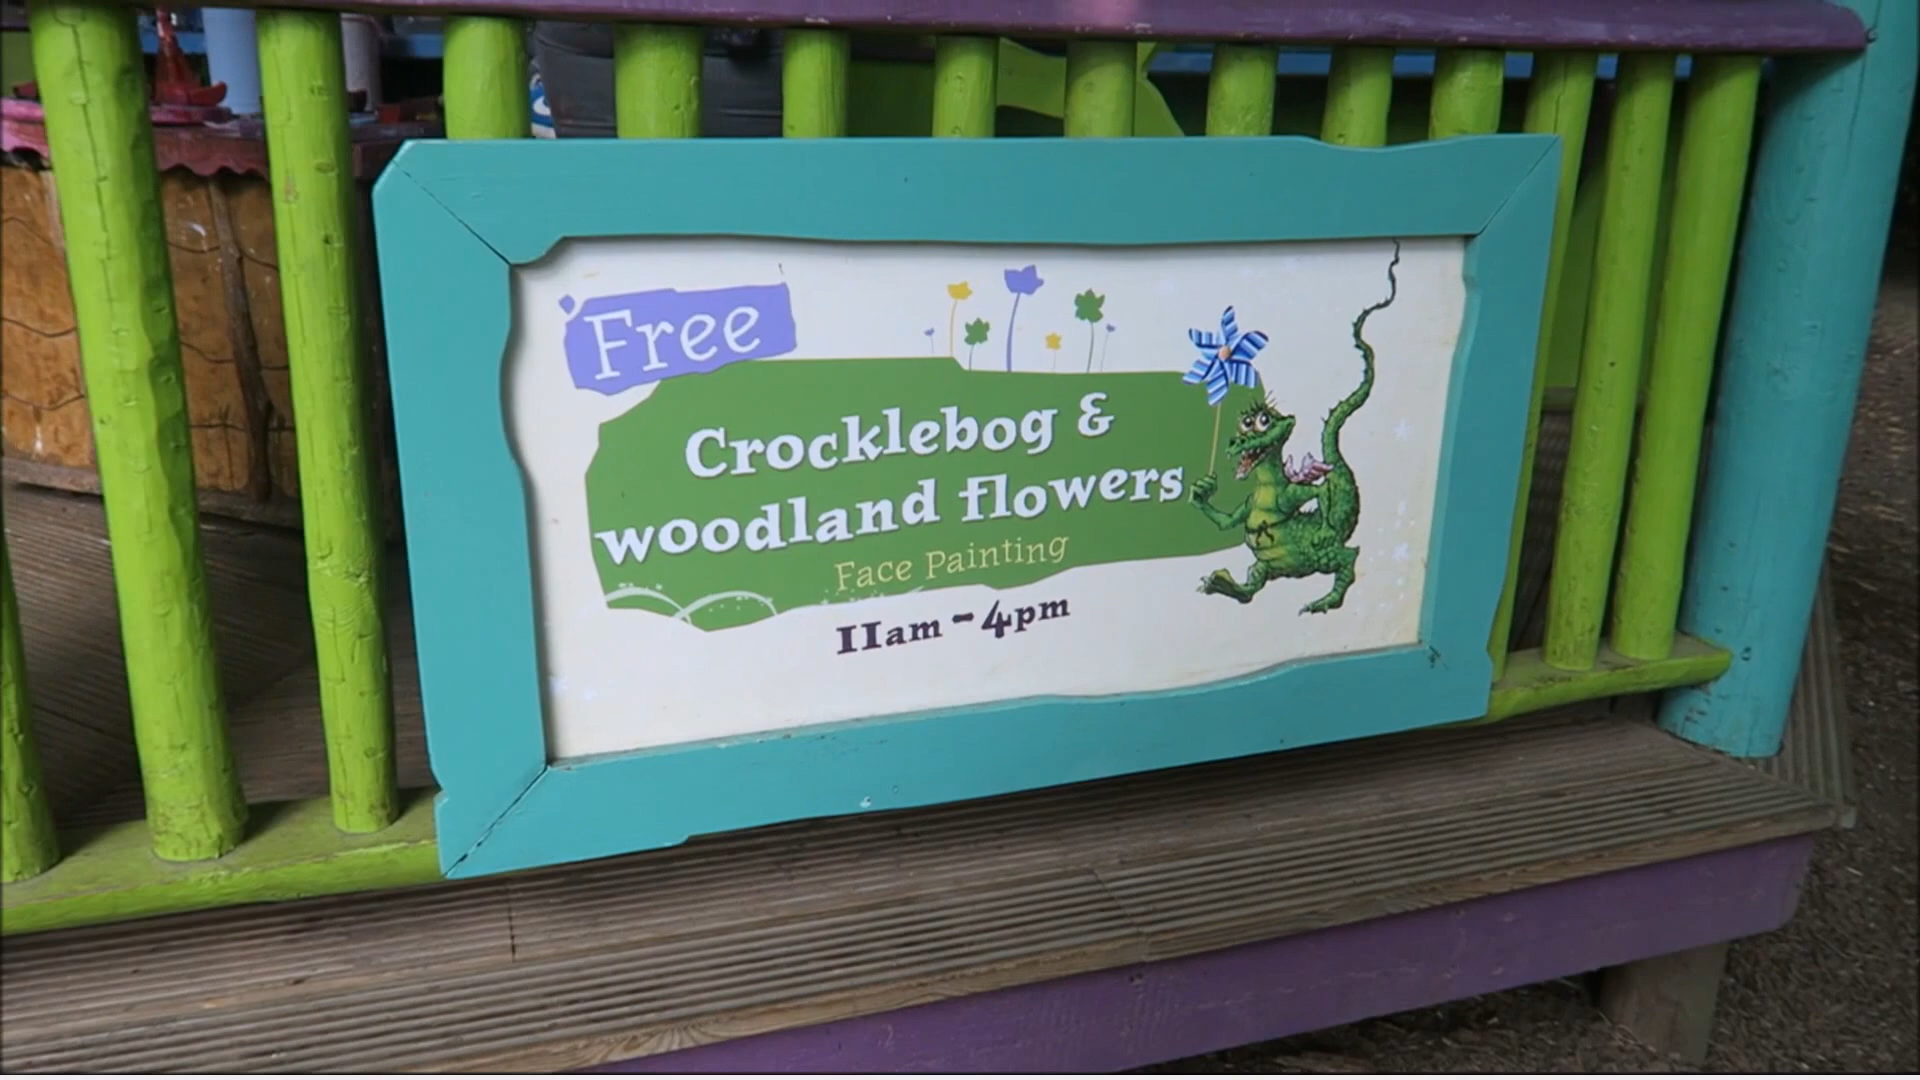 Free
Crocklebog &
woodland flowers
Face Painting
11am - 4pm